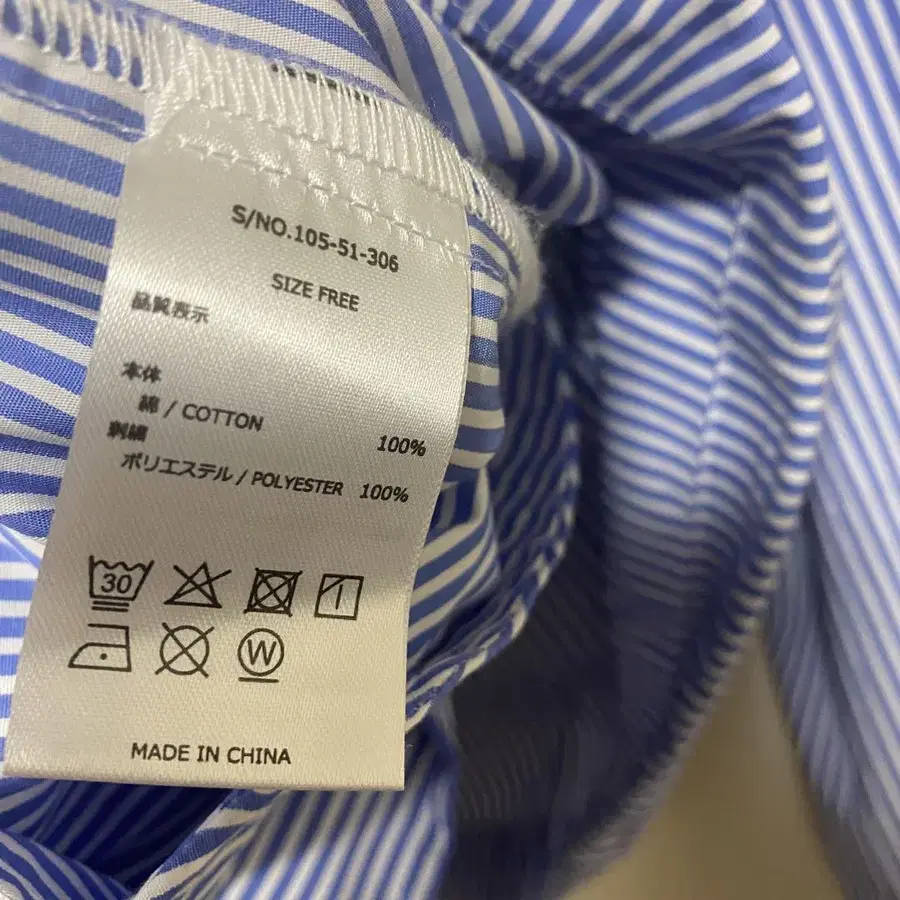 S/NO.105-51-306
SIZE FREE
品質表示
本体
綿 / COTTON 100%
刺繍
ポリエステル / POLYESTER 100%
30
W
MADE IN CHINA